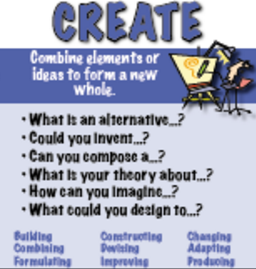 CREATE
Combine elements or
ideas to form a new
whole.
• What is an alternative...?
• Could you invent...?
• Can you compose a...?
• What is your theory about...?
• How can you imagine...?
• What could you design to...?
Building Constructing Changing
Combining Devising Adapting
Formulating Improving Producing